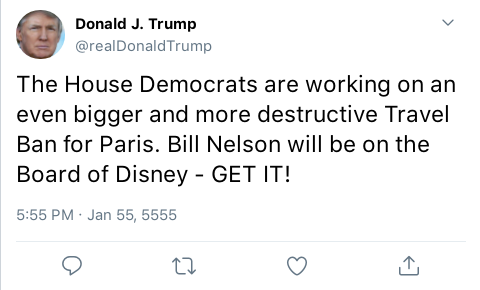 Donald J. Trump
@realDonaldTrump
The House Democrats are working on an
even bigger and more destructive Travel
Ban for Paris. Bill Nelson will be on the
Board of Disney - GET IT!
5:55 PM · Jan 55, 5555